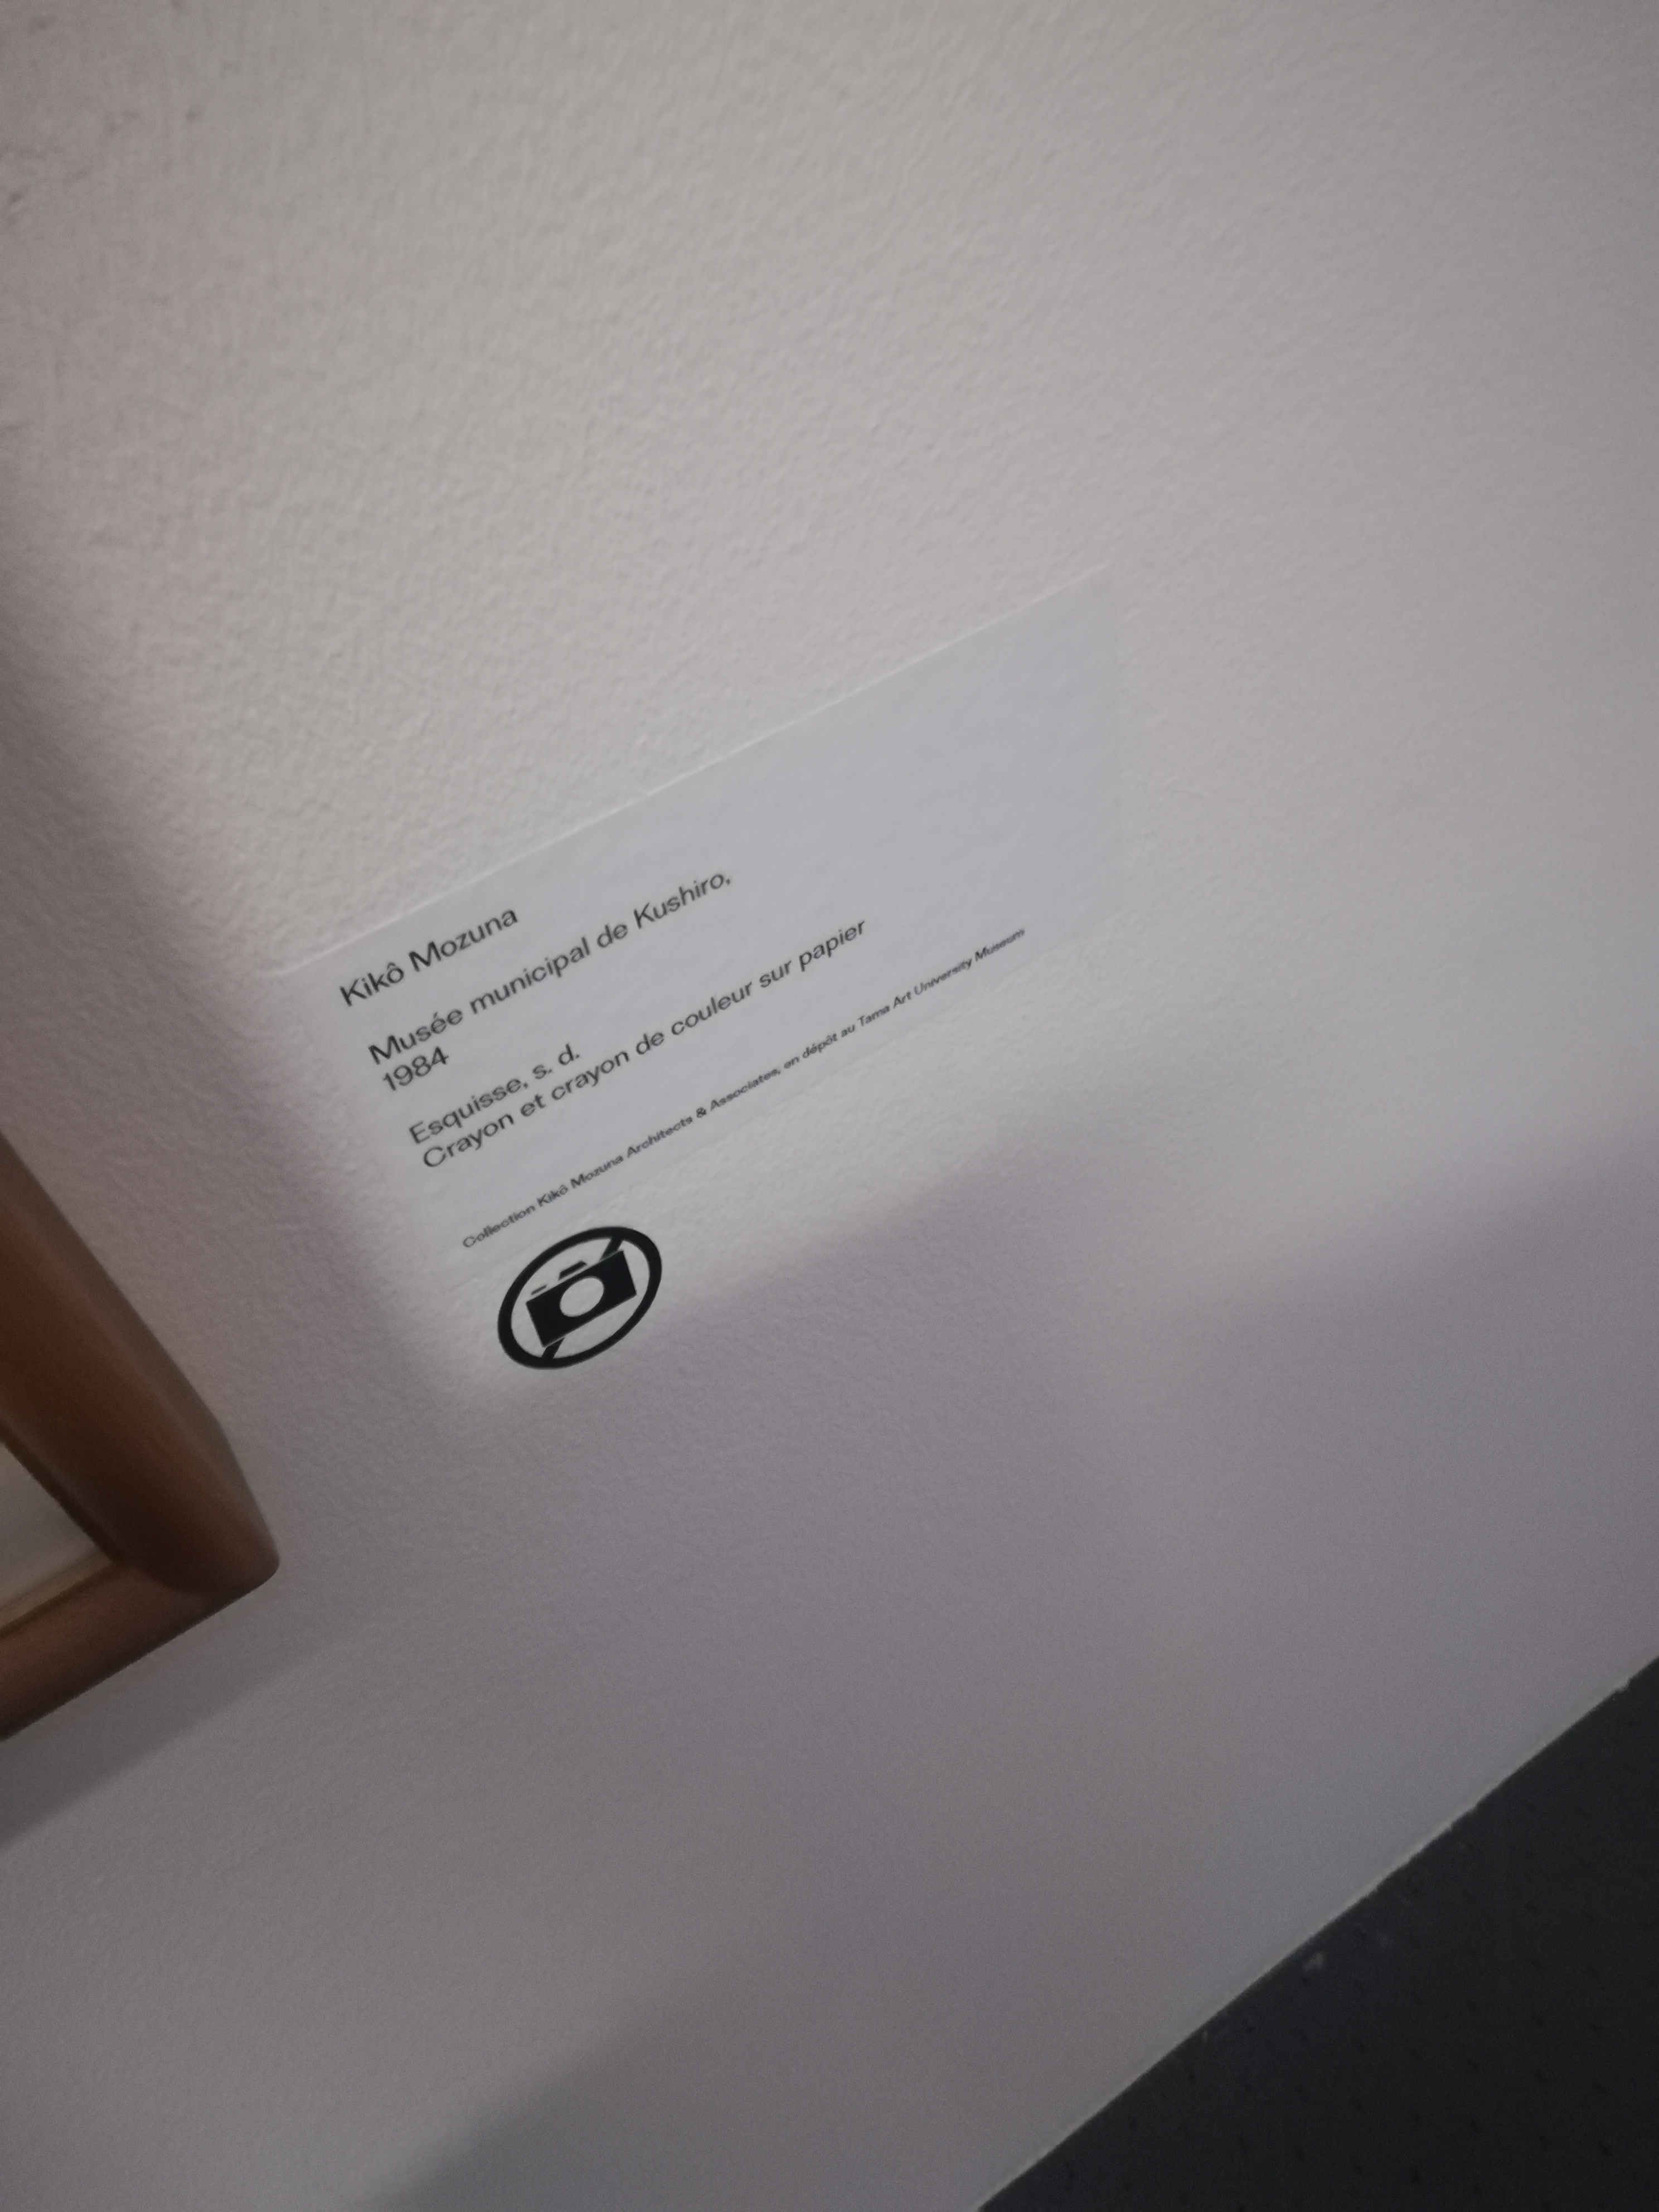 Kikô Mozuna
Musée municipal de Kushiro,
1984
Esquisse, s. d.
Crayon et crayon de couleur sur papier
Collection Kikô Mozuna Architects & Associates, en dépôt au Tama Art University Museum